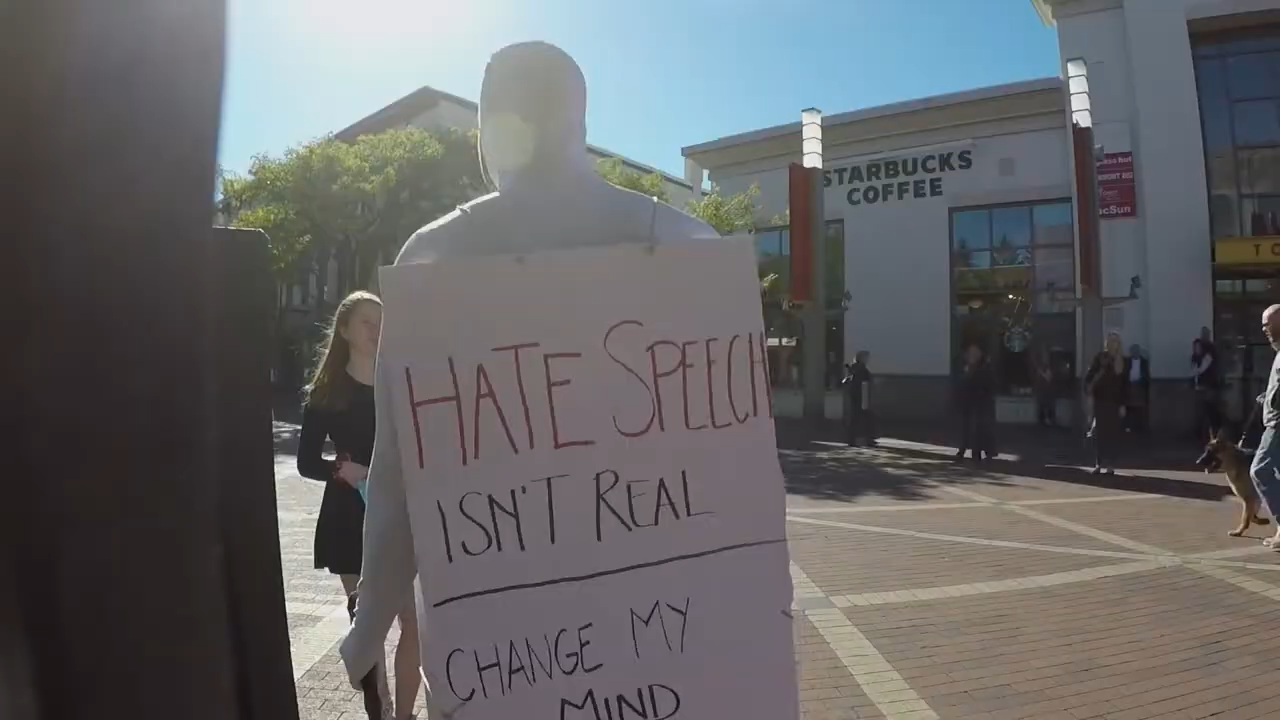 STARBUCKS
COFFEE
HATE SPEECH
ISN'T REAL
CHANGE MY
MIND